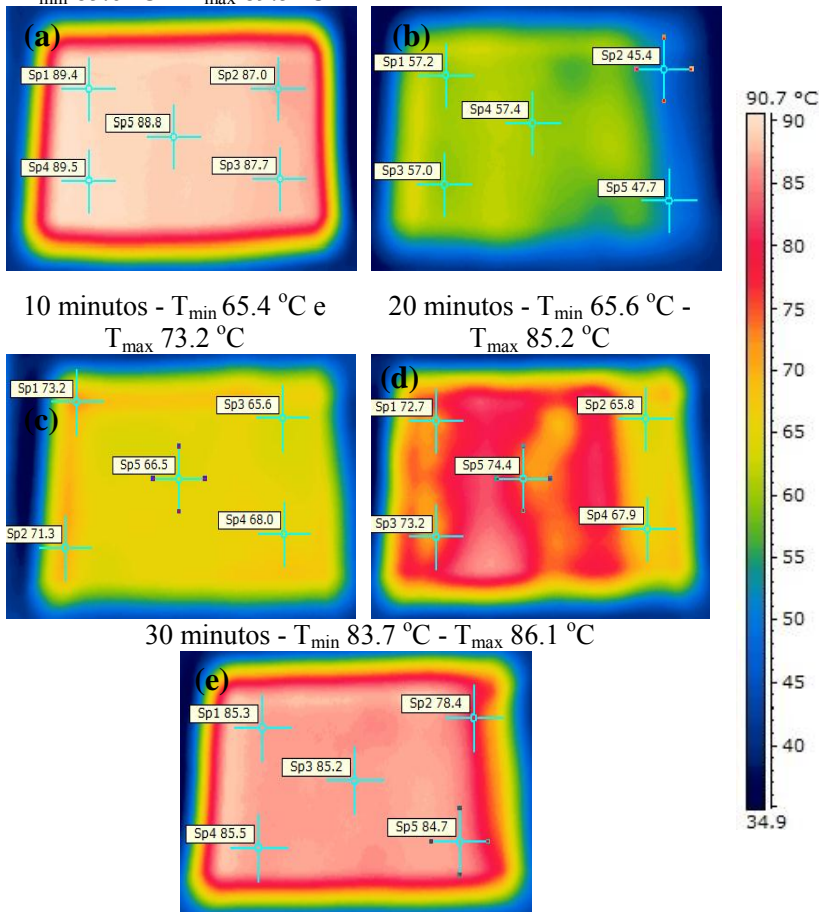 (a)
Sp1 89.4
Sp2 87.0
Sp5 88.8
Sp4 89.5
Sp3 87.7
(b)
Sp1 57.2
Sp2 45.4
Sp4 57.4
Sp3 57.0
Sp5 47.7
90.7 °C
90
85
80
75
70
65
60
55
50
45
40
34.9
10 minutos - Tmin 65.4 °C e
Tmax 73.2 °C
20 minutos - Tmin 65.6 °C -
Tmax 85.2 °C
(c)
Sp1 73.2
Sp3 65.6
Sp5 66.5
Sp4 68.0
Sp2 71.3
(d)
Sp1 72.7
Sp2 65.8
Sp5 74.4
Sp3 73.2
Sp4 67.9
30 minutos - Tmin 83.7 °C - Tmax 86.1 °C
(e)
Sp1 85.3
Sp2 78.4
Sp3 85.2
Sp4 85.5
Sp5 84.7